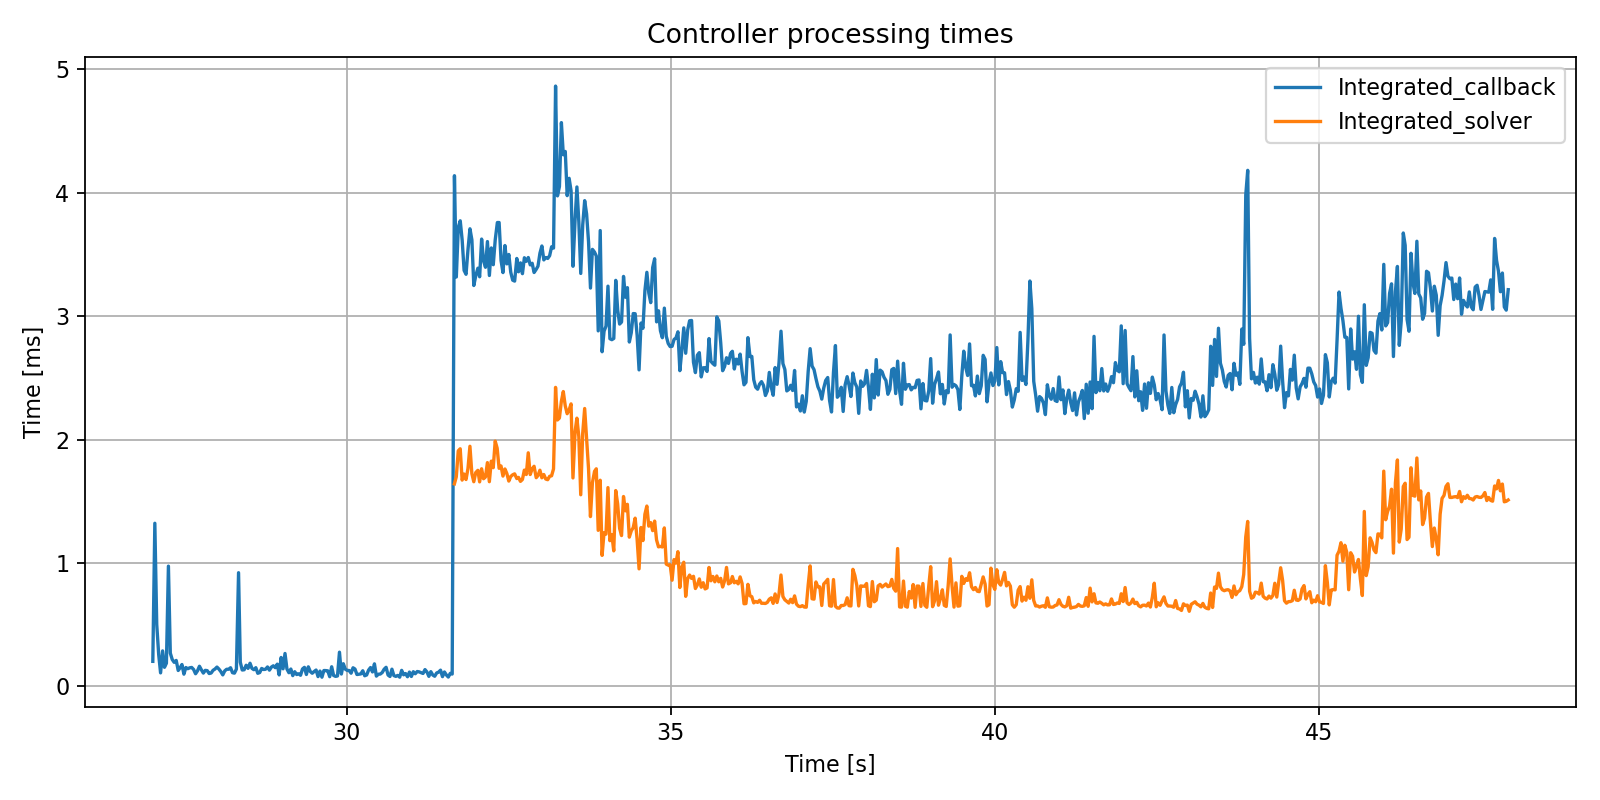 Controller processing times
Integrated_callback
Integrated_solver
Time [ms]
5
4
3
2
1
0
30
35
40
45
Time [s]